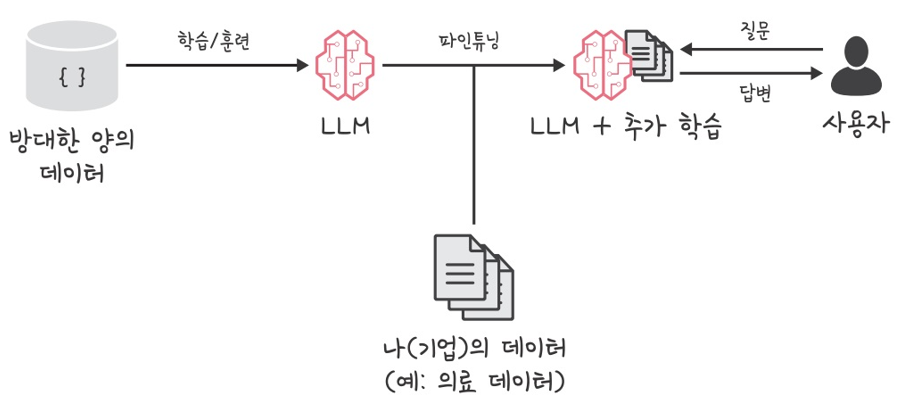 { }
방대한 양의
데이터
학습/훈련
LLM
파인튜닝
나(기업)의 데이터
(예: 의료 데이터)
LLM + 추가 학습
질문
답변
사용자